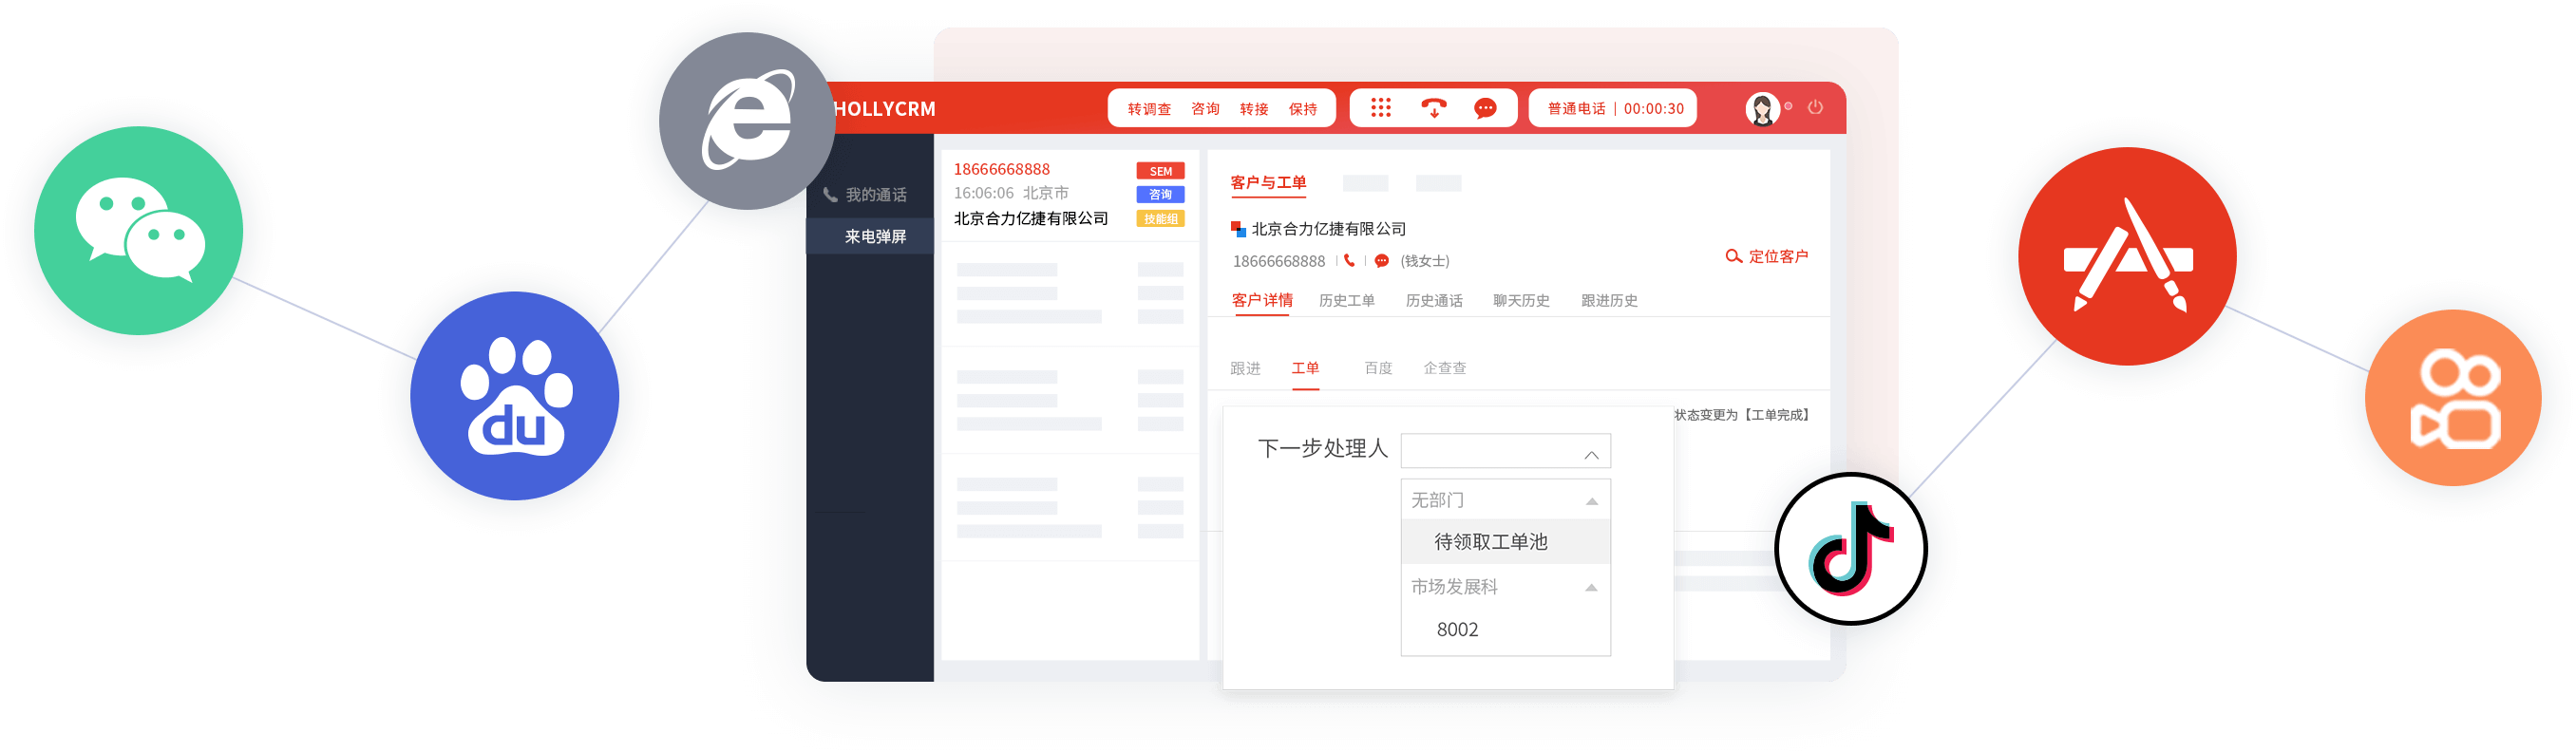 HOLLYCRM
转调查 咨询 转接 保持
普通电话 | 00:00:30
我的通话
来电弹屏
18666668888 SEM
16:06:06 北京市 咨询
北京合力亿捷有限公司 技能组
客户与工单
北京合力亿捷有限公司
18666668888 (钱女士)
定位客户
客户详情 历史工单 历史通话 聊天历史 跟进历史
跟进 工单 百度 企查查
状态变更为【工单完成】
下一步处理人
无部门
待领取工单池
市场发展科
8002
du